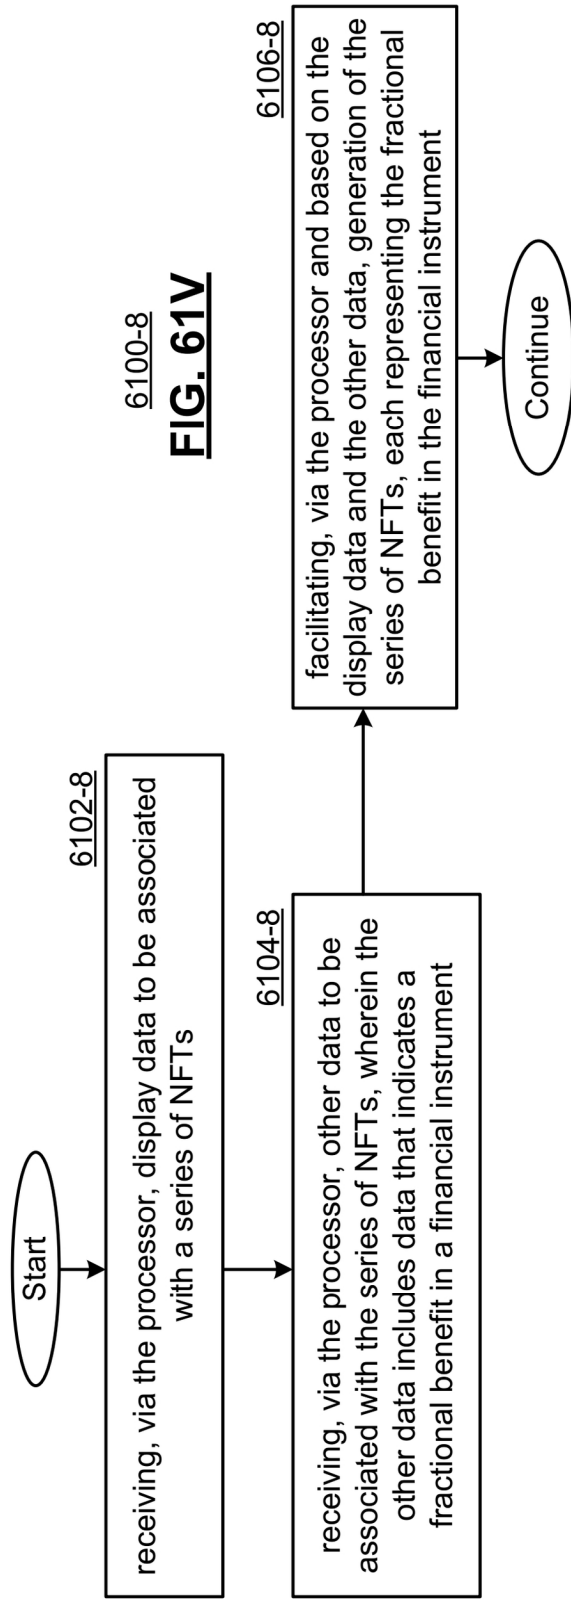 6100-8
FIG. 61V
Start
6102-8
receiving, via the processor, display data to be associated
with a series of NFTs
6104-8
receiving, via the processor, other data to be
associated with the series of NFTs, wherein the
other data includes data that indicates a
fractional benefit in a financial instrument
6106-8
facilitating, via the processor and based on the
display data and the other data, generation of the
series of NFTs, each representing the fractional
benefit in the financial instrument
Continue